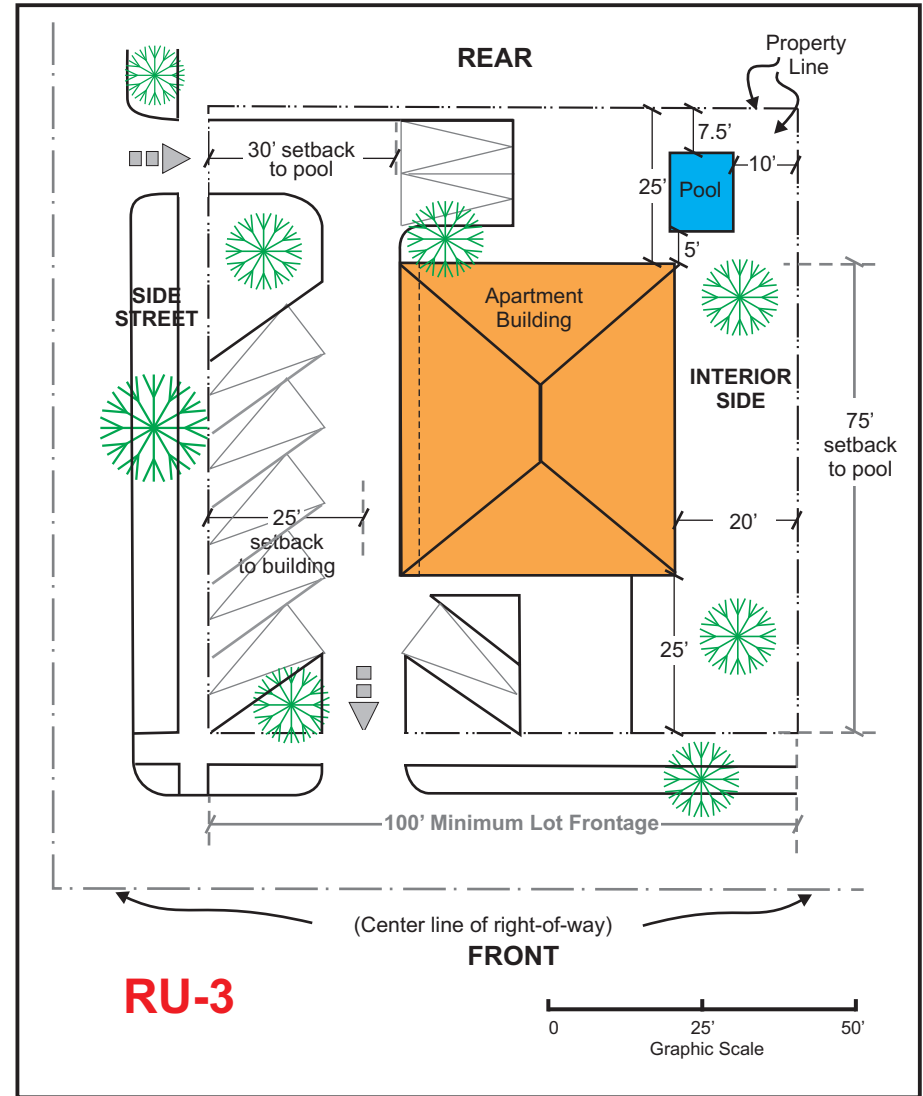 REAR
Property
Line
7.5’
30’ setback
to pool
10’
25’
Pool
5’
SIDE
STREET
Apartment
Building
INTERIOR
SIDE
75’
setback
to pool
25’
setback
to building
20’
25’
100’ Minimum Lot Frontage
(Center line of right-of-way)
FRONT
RU-3
0
25’
50’
Graphic Scale